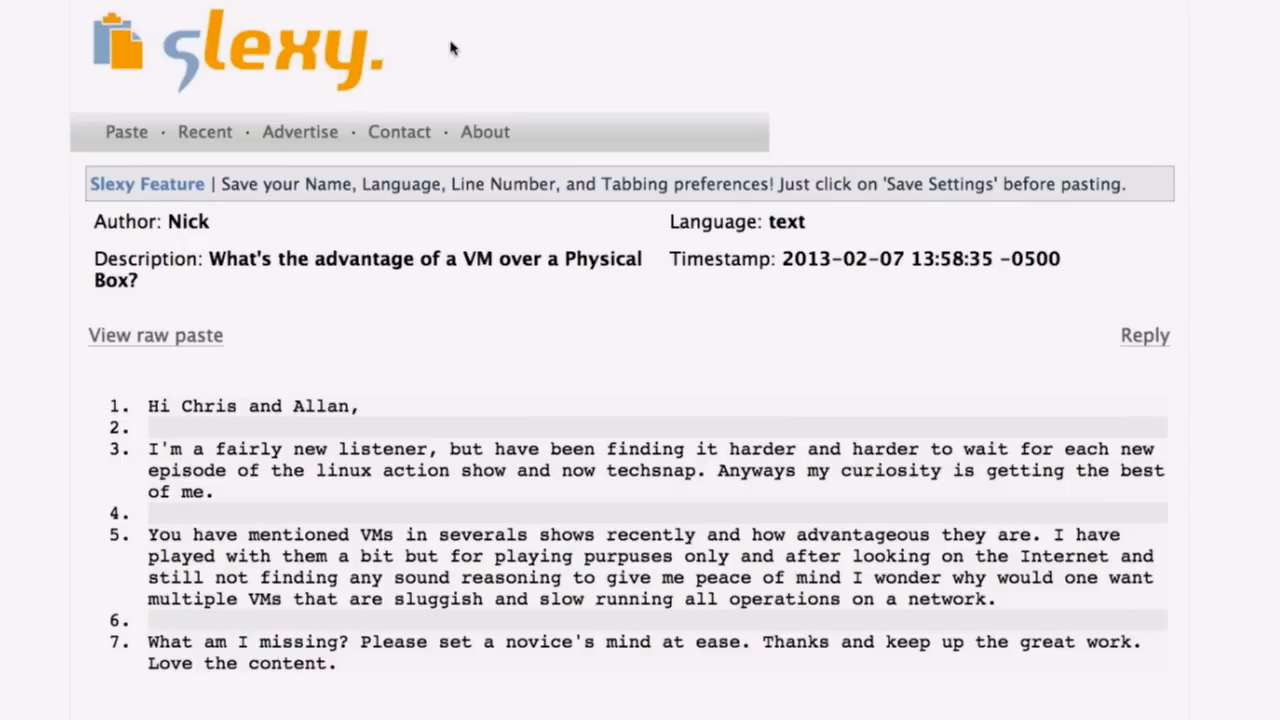 slexy.
Paste · Recent · Advertise · Contact · About
Slexy Feature | Save your Name, Language, Line Number, and Tabbing preferences! Just click on 'Save Settings' before pasting.
Author: Nick
Language: text
Description: What's the advantage of a VM over a Physical
Box?
Timestamp: 2013-02-07 13:58:35 -0500
View raw paste
Reply
1. Hi Chris and Allan,
2.
3. I'm a fairly new listener, but have been finding it harder and harder to wait for each new
episode of the linux action show and now techsnap. Anyways my curiosity is getting the best
of me.
4.
5. You have mentioned VMs in severals shows recently and how advantageous they are. I have
played with them a bit but for playing purpuses only and after looking on the Internet and
still not finding any sound reasoning to give me peace of mind I wonder why would one want
multiple VMs that are sluggish and slow running all operations on a network.
6.
7. What am I missing? Please set a novice's mind at ease. Thanks and keep up the great work.
Love the content.